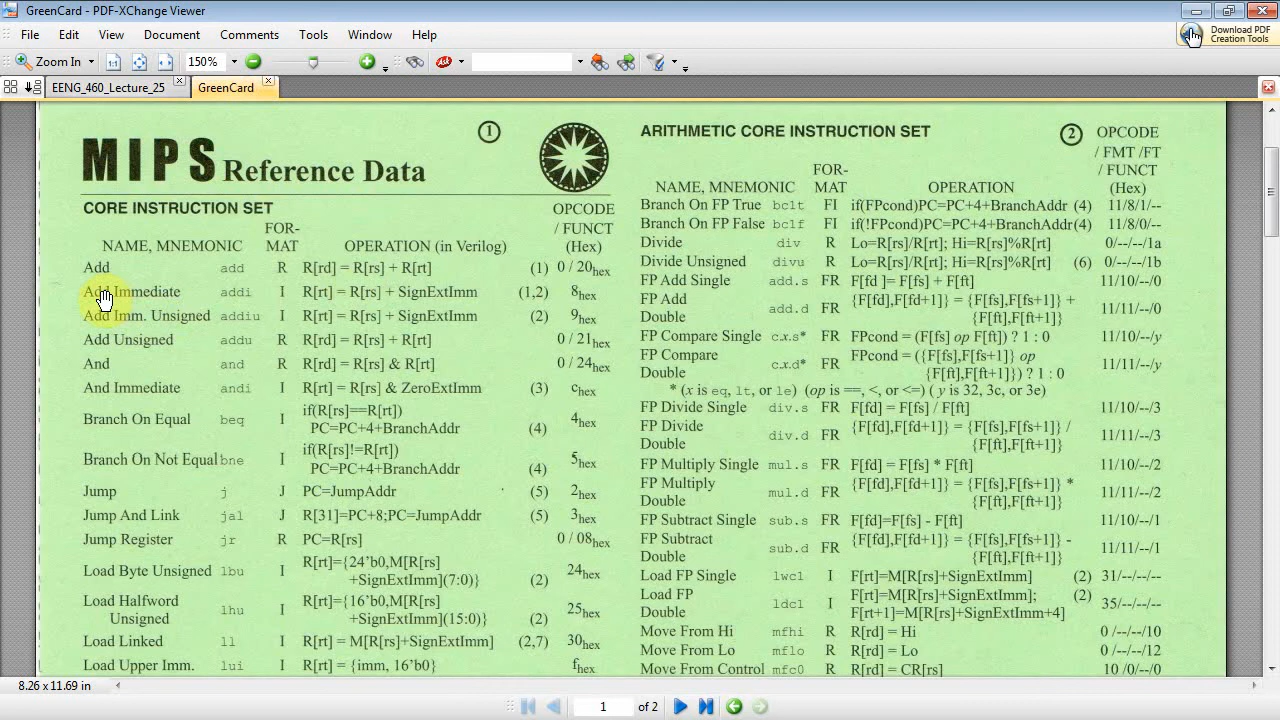 GreenCard - PDF-XChange Viewer
File Edit View Document Comments Tools Window Help
Download PDF
Creation Tools
Zoom In 150%
EENG_460_Lecture_25 GreenCard
MIPS Reference Data
1
CORE INSTRUCTION SET
OPCODE
/ FUNCT
(Hex)
NAME, MNEMONIC
FOR-
MAT
OPERATION (in Verilog)
Add add R R[rd] = R[rs] + R[rt] (1) 0 / 20hex
Add Immediate addi I R[rt] = R[rs] + SignExtImm (1,2) 8hex
Add Imm. Unsigned addiu I R[rt] = R[rs] + SignExtImm (2) 9hex
Add Unsigned addu R R[rd] = R[rs] + R[rt] 0 / 21hex
And and R R[rd] = R[rs] & R[rt] 0 / 24hex
And Immediate andi I R[rt] = R[rs] & ZeroExtImm (3) chex
Branch On Equal beq I if(R[rs]==R[rt])
PC=PC+4+BranchAddr (4) 4hex
Branch On Not Equal bne I if(R[rs]!=R[rt])
PC=PC+4+BranchAddr (4) 5hex
Jump j J PC=JumpAddr (5) 2hex
Jump And Link jal J R[31]=PC+8;PC=JumpAddr (5) 3hex
Jump Register jr R PC=R[rs] 0 / 08hex
Load Byte Unsigned lbu I R[rt]={24'b0,M[R[rs]
+SignExtImm](7:0)} (2) 24hex
Load Halfword
Unsigned lhu I R[rt]={16'b0,M[R[rs]
+SignExtImm](15:0)} (2) 25hex
Load Linked ll I R[rt] = M[R[rs]+SignExtImm] (2,7) 30hex
Load Upper Imm. lui I R[rt] = {imm, 16'b0} fhex
ARITHMETIC CORE INSTRUCTION SET
2
OPCODE
/ FMT /FT
/ FUNCT
(Hex)
NAME, MNEMONIC
FOR-
MAT
OPERATION
Branch On FP True bc1t FI if(FPcond)PC=PC+4+BranchAddr (4) 11/8/1/--
Branch On FP False bc1f FI if(!FPcond)PC=PC+4+BranchAddr(4) 11/8/0/--
Divide div R Lo=R[rs]/R[rt]; Hi=R[rs]%R[rt] 0/--/--/1a
Divide Unsigned divu R Lo=R[rs]/R[rt]; Hi=R[rs]%R[rt] (6) 0/--/--/1b
FP Add Single add.s FR F[fd] = F[fs] + F[ft] 11/10/--/0
FP Add
Double add.d FR {F[fd],F[fd+1]} = {F[fs],F[fs+1]} +
{F[ft],F[ft+1]} 11/11/--/0
FP Compare Single c.x.s* FR FPcond = (F[fs] op F[ft]) ? 1 : 0 11/10/--/y
FP Compare
Double c.x.d* FR FPcond = ({F[fs],F[fs+1]} op
{F[ft],F[ft+1]}) ? 1 : 0 11/11/--/y
* (x is eq, lt, or le) (op is ==, <, or <=) ( y is 32, 3c, or 3e)
FP Divide Single div.s FR F[fd] = F[fs] / F[ft] 11/10/--/3
FP Divide
Double div.d FR {F[fd],F[fd+1]} = {F[fs],F[fs+1]} /
{F[ft],F[ft+1]} 11/11/--/3
FP Multiply Single mul.s FR F[fd] = F[fs] * F[ft] 11/10/--/2
FP Multiply
Double mul.d FR {F[fd],F[fd+1]} = {F[fs],F[fs+1]} *
{F[ft],F[ft+1]} 11/11/--/2
FP Subtract Single sub.s FR F[fd]=F[fs] - F[ft] 11/10/--/1
FP Subtract
Double sub.d FR {F[fd],F[fd+1]} = {F[fs],F[fs+1]} -
{F[ft],F[ft+1]} 11/11/--/1
Load FP Single lwc1 I F[rt]=M[R[rs]+SignExtImm] (2) 31/--/--/--
Load FP
Double ldc1 I F[rt]=M[R[rs]+SignExtImm]; (2)
F[rt+1]=M[R[rs]+SignExtImm+4] 35/--/--/--
Move From Hi mfhi R R[rd] = Hi 0 /--/--/10
Move From Lo mflo R R[rd] = Lo 0 /--/--/12
Move From Control mfc0 R R[rd] = CR[rs] 10 /0/--/0
8.26 x 11.69 in
1 of 2